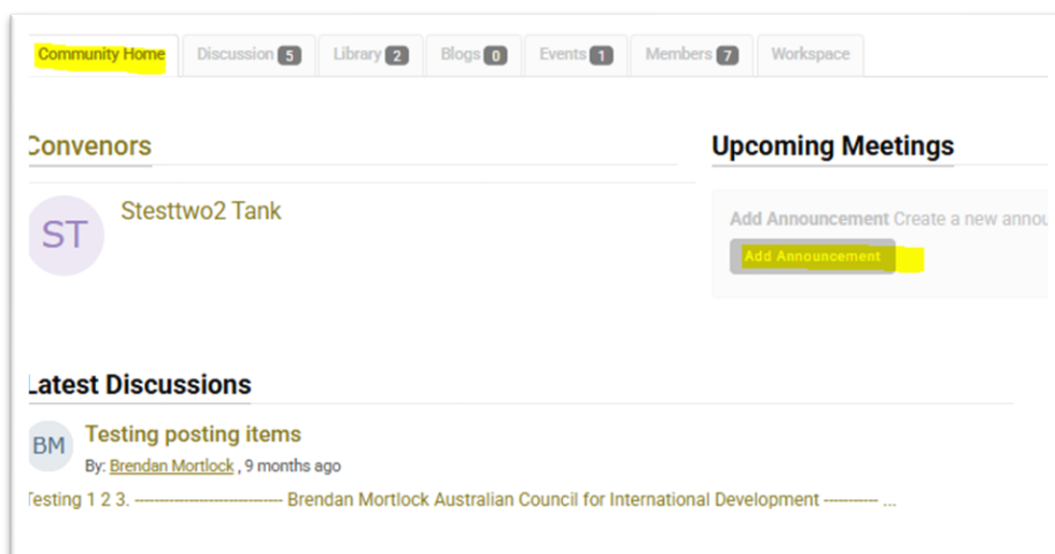 Community Home Discussion 5 Library 2 Blogs 0 Events 1 Members 7 Workspace
Convenors
Upcoming Meetings
ST
Stesttwo2 Tank
Add Announcement Create a new annou
Add Announcement
Latest Discussions
BM
Testing posting items
By: Brendan Mortlock , 9 months ago
Testing 1 2 3. ------------------------------ Brendan Mortlock Australian Council for International Development ----------- ...